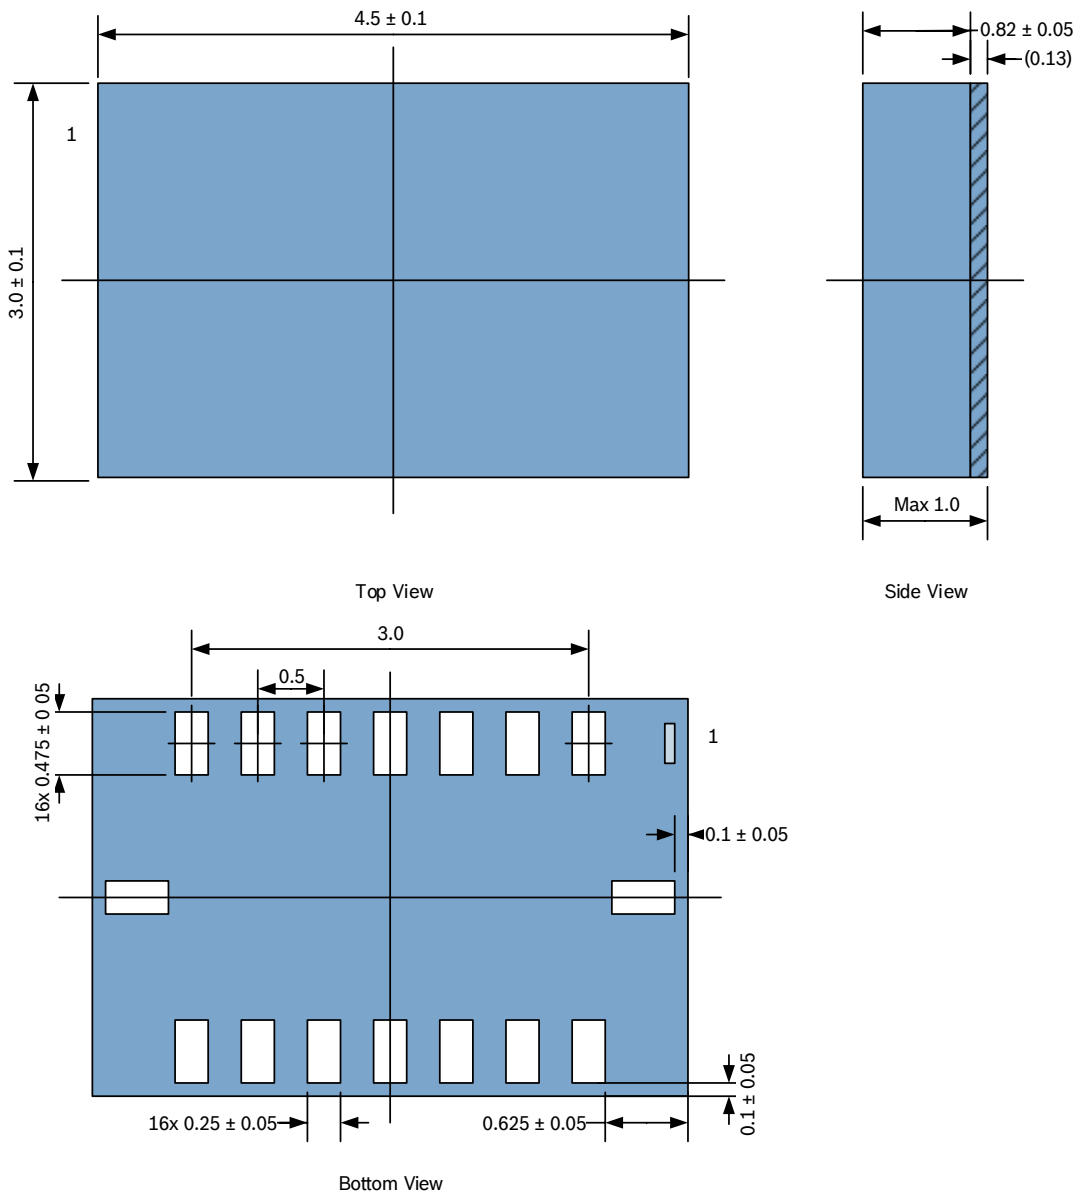 4.5 ± 0.1
0.82 ± 0.05
(0.13)
1
3.0 ± 0.1
Max 1.0
Top View
Side View
3.0
0.5
16x 0.475 ± 0 05
1
0.1 ± 0.05
16x 0.25 ± 0.05
0.625 ± 0.05
0.1 ± 0.05
Bottom View